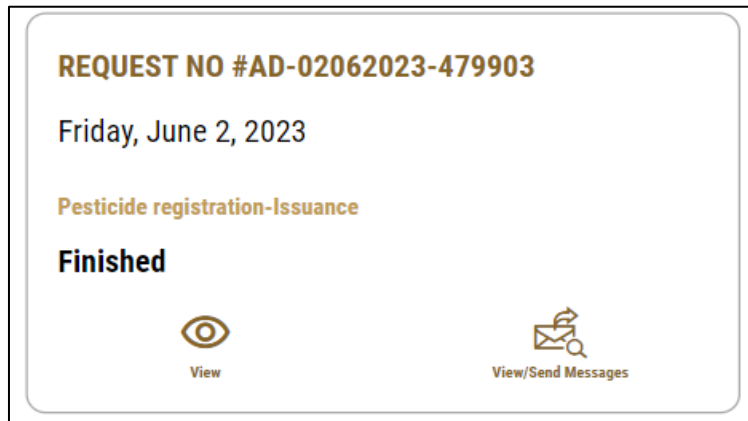 REQUEST NO #AD-02062023-479903
Friday, June 2, 2023
Pesticide registration-Issuance
Finished
View
View/Send Messages